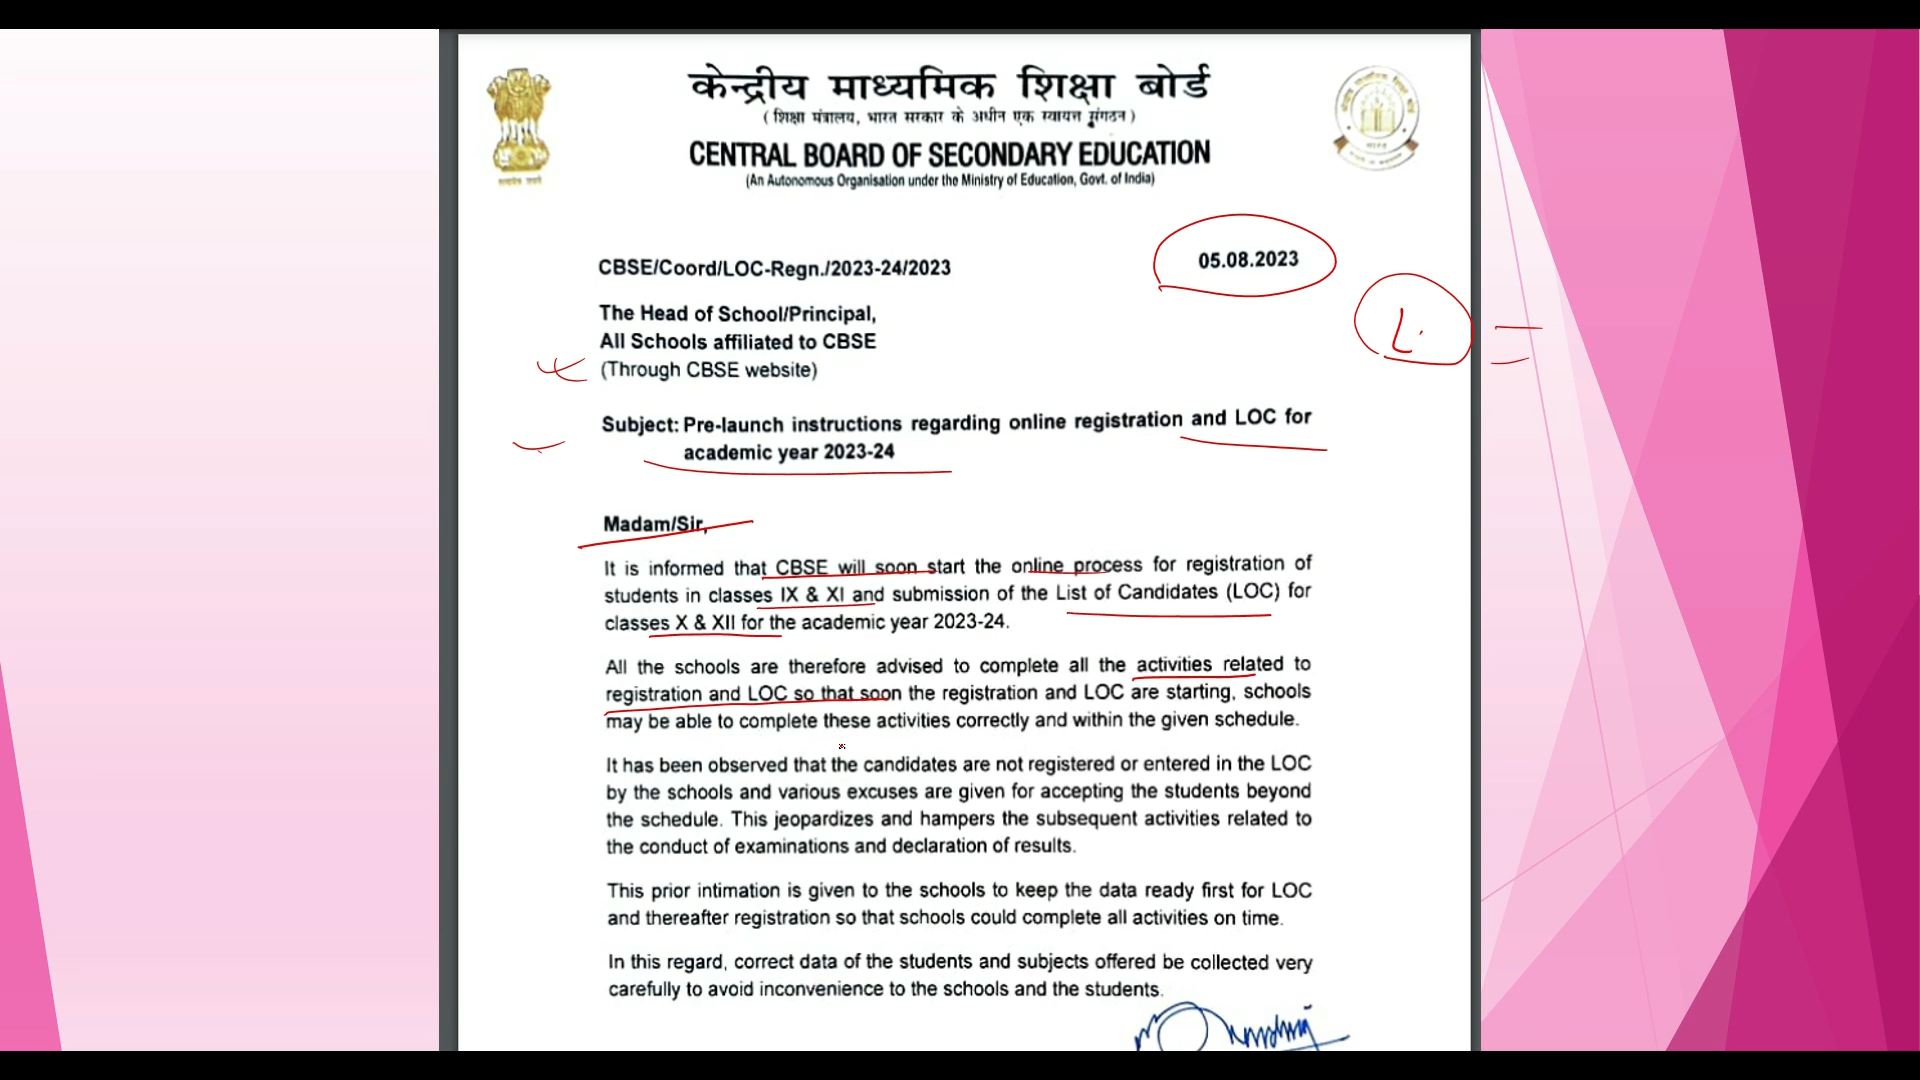 केन्द्रीय माध्यमिक शिक्षा बोर्ड
(शिक्षा मंत्रालय, भारत सरकार के अधीन एक स्वायत्त संगठन)
CENTRAL BOARD OF SECONDARY EDUCATION
(An Autonomous Organisation under the Ministry of Education, Govt. of India)
CBSE/Coord/LOC-Regn./2023-24/2023
05.08.2023
The Head of School/Principal,
All Schools affiliated to CBSE
(Through CBSE website)
Subject: Pre-launch instructions regarding online registration and LOC for
academic year 2023-24
Madam/Sir,
It is informed that CBSE will soon start the online process for registration of
students in classes IX & XI and submission of the List of Candidates (LOC) for
classes X & XII for the academic year 2023-24.
All the schools are therefore advised to complete all the activities related to
registration and LOC so that soon the registration and LOC are starting, schools
may be able to complete these activities correctly and within the given schedule.
It has been observed that the candidates are not registered or entered in the LOC
by the schools and various excuses are given for accepting the students beyond
the schedule. This jeopardizes and hampers the subsequent activities related to
the conduct of examinations and declaration of results.
This prior intimation is given to the schools to keep the data ready first for LOC
and thereafter registration so that schools could complete all activities on time.
In this regard, correct data of the students and subjects offered be collected very
carefully to avoid inconvenience to the schools and the students.